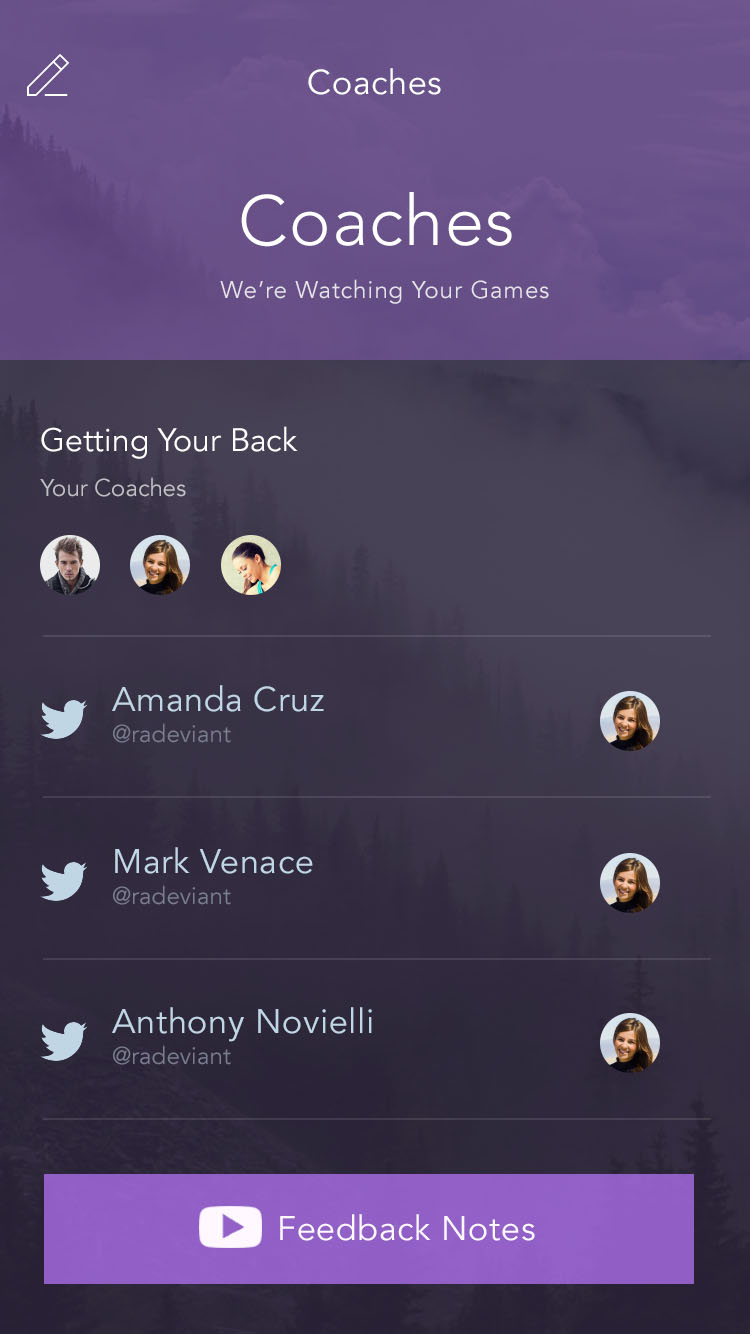 Coaches
Coaches
We’re Watching Your Games
Getting Your Back
Your Coaches
Amanda Cruz
@radeviant
Mark Venace
@radeviant
Anthony Novielli
@radeviant
Feedback Notes